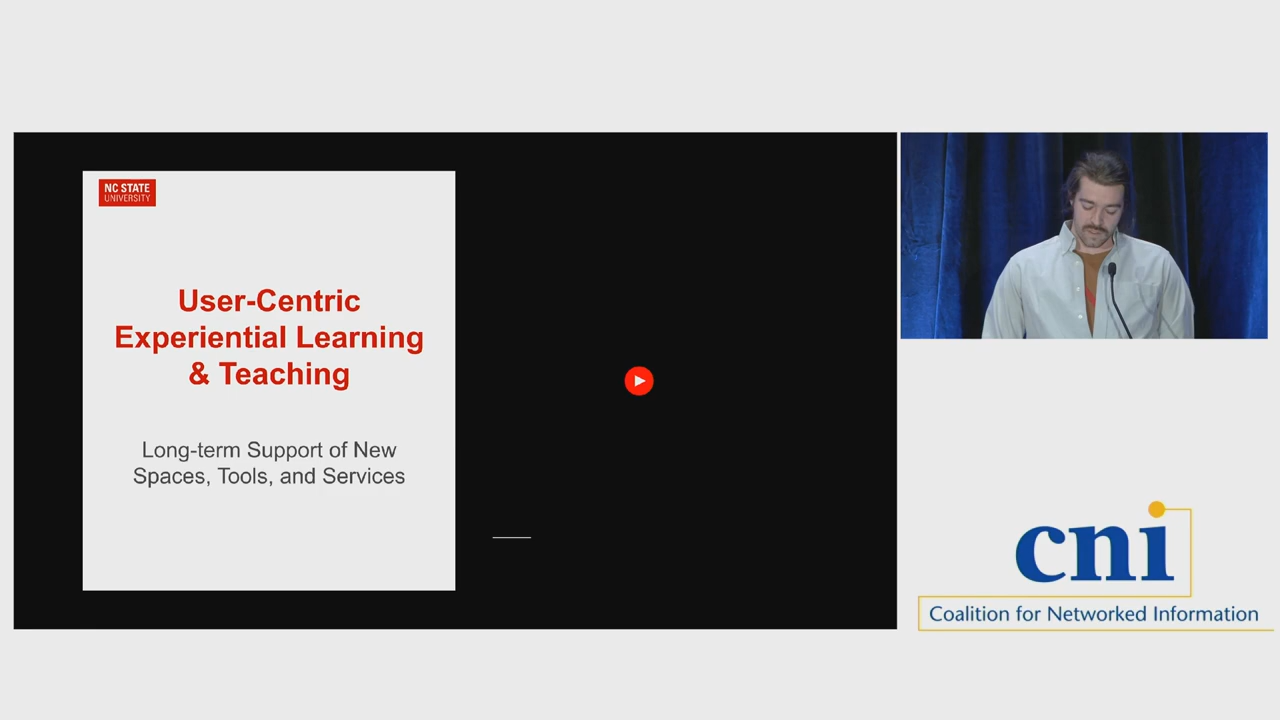 NC STATE
UNIVERSITY
User-Centric
Experiential Learning
& Teaching
Long-term Support of New
Spaces, Tools, and Services
cni
Coalition for Networked Information